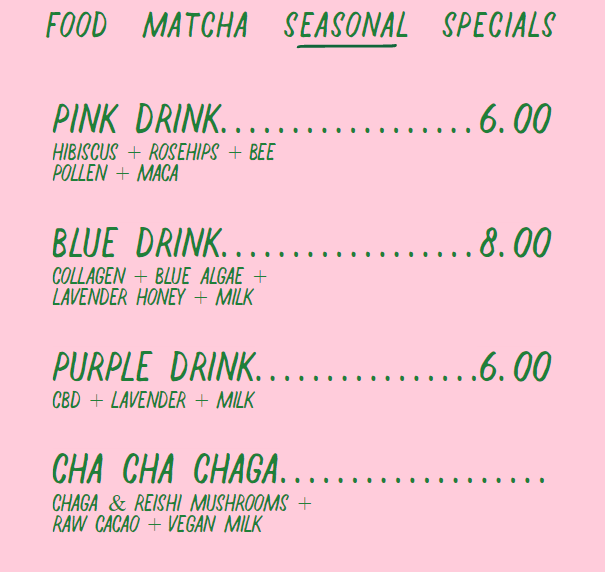 FOOD MATCHA SEASONAL SPECIALS
PINK DRINK..................6.00
HIBISCUS + ROSEHIPS + BEE
POLLEN + MACA
BLUE DRINK..................8.00
COLLAGEN + BLUE ALGAE +
LAVENDER HONEY + MILK
PURPLE DRINK................6.00
CBD + LAVENDER + MILK
CHA CHA CHAGA...................
CHAGA & REISHI MUSHROOMS +
RAW CACAO + VEGAN MILK